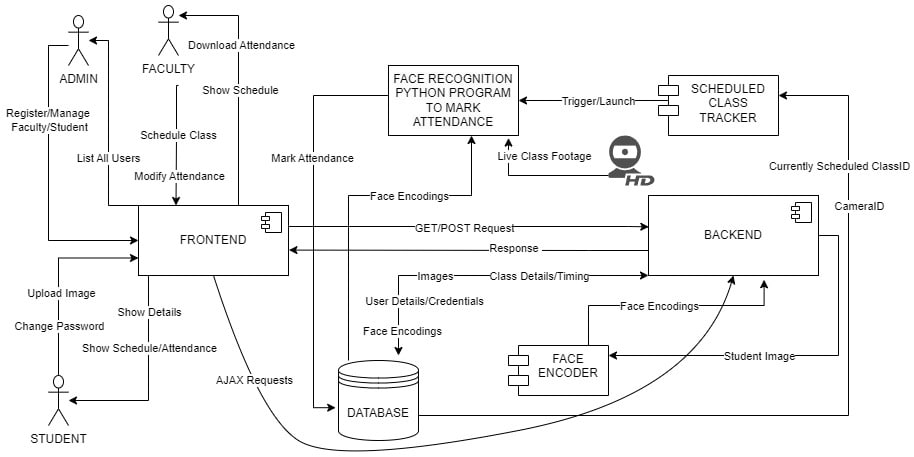 Download Attendance
FACULTY
ADMIN
Show Schedule
Register/Manage
Faculty/Student
Schedule Class
List All Users
Modify Attendance
FACE RECOGNITION
PYTHON PROGRAM
TO MARK
ATTENDANCE
Trigger/Launch
SCHEDULED
CLASS
TRACKER
Mark Attendance
Live Class Footage
HD
Currently Scheduled ClassID
CameraID
Face Encodings
FRONTEND
GET/POST Request
Response
BACKEND
Upload Image
Change Password
Show Details
Show Schedule/Attendance
Images
Class Details/Timing
User Details/Credentials
Face Encodings
Face Encodings
FACE
ENCODER
Student Image
AJAX Requests
DATABASE
STUDENT